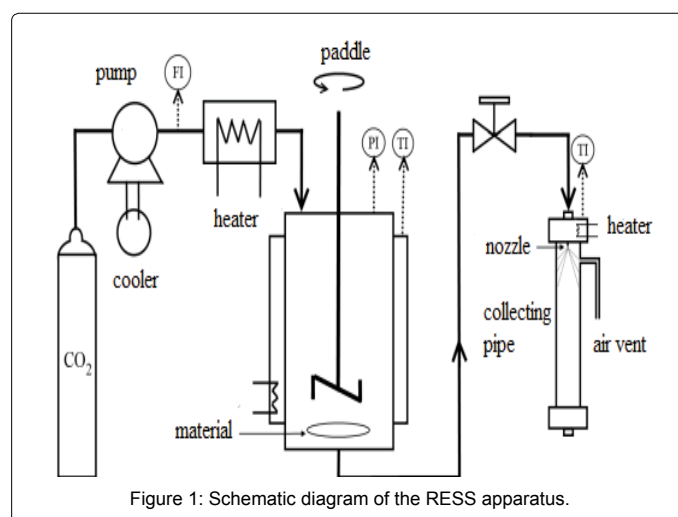 paddle
pump
FI
PI
TI
TI
heater
heater
nozzle
cooler
collecting
pipe
air vent
CO₂
material
Figure 1: Schematic diagram of the RESS apparatus.